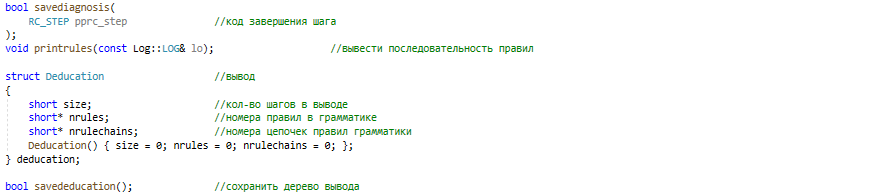 bool savediagnosis(
    RC_STEP pprc_step               //код завершения шага
);
void printrules(const Log::LOG& lo);                    //вывести последовательность правил

struct Deducation                   //вывод
{
    short size;                     //кол-во шагов в выводе
    short* nrules;                  //номера правил в грамматике
    short* nrulechains;             //номера цепочек правил грамматики
    Deducation() { size = 0; nrules = 0; nrulechains = 0; };
} deducation;

bool savededucation();              //сохранить дерево вывода